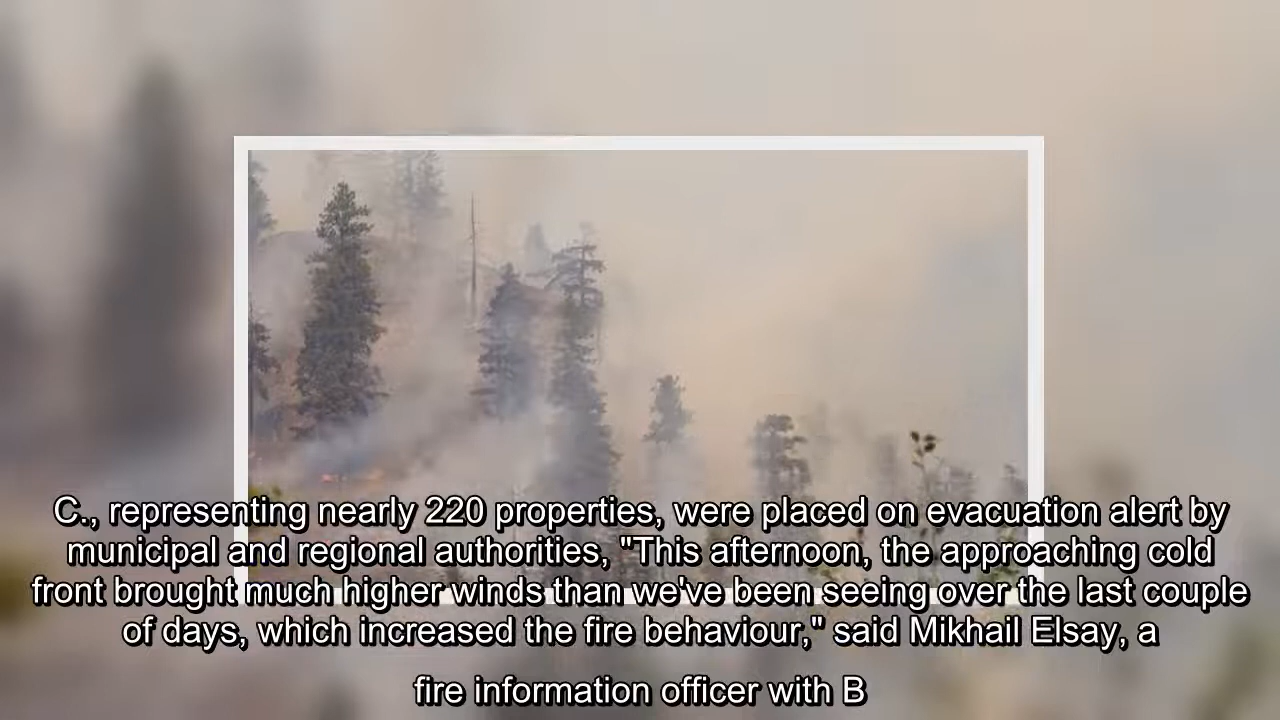 C., representing nearly 220 properties, were placed on evacuation alert by
municipal and regional authorities, "This afternoon, the approaching cold
front brought much higher winds than we've been seeing over the last couple
of days, which increased the fire behaviour," said Mikhail Elsay, a
fire information officer with B